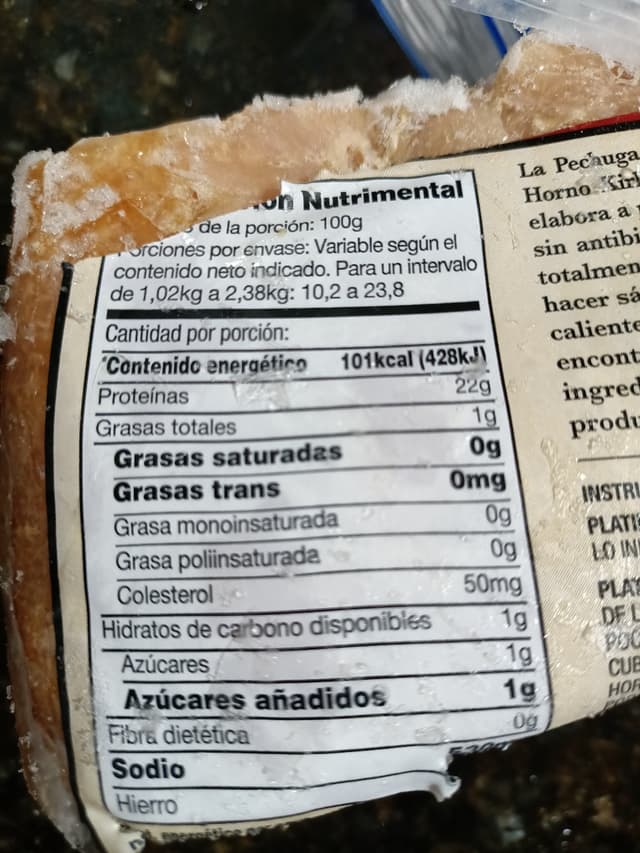 Nutrimental
de la porción: 100g
orciones por envase: Variable según el
contenido neto indicado. Para un intervalo
de 1,02kg a 2,38kg: 10,2 a 23,8
Cantidad por porción:
Contenido energético 101kcal (428kJ)
Proteínas 22g
Grasas totales 1g
Grasas saturadas 0g
Grasas trans 0mg
Grasa monoinsaturada 0g
Grasa poliinsaturada 0g
Colesterol 50mg
Hidratos de carbono disponibles 1g
Azúcares 1g
Azúcares añadidos 1g
Fibra dietética 0g
Sodio
Hierro
La Pechuga
Horno Kirk
elabora a
sin antibi
totalmen
hacer sá
caliente
encont
ingred
produ
INSTRU
PLATI
LO IN
PLAT
DE L
POC
CUB
HOR